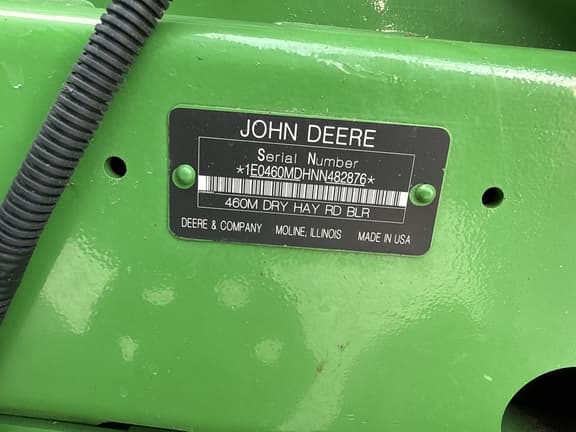 JOHN DEERE
Serial Number
*1E0460MDHNN482876*
460M DRY HAY RD BLR
DEERE & COMPANY MOLINE, ILLINOIS MADE IN USA